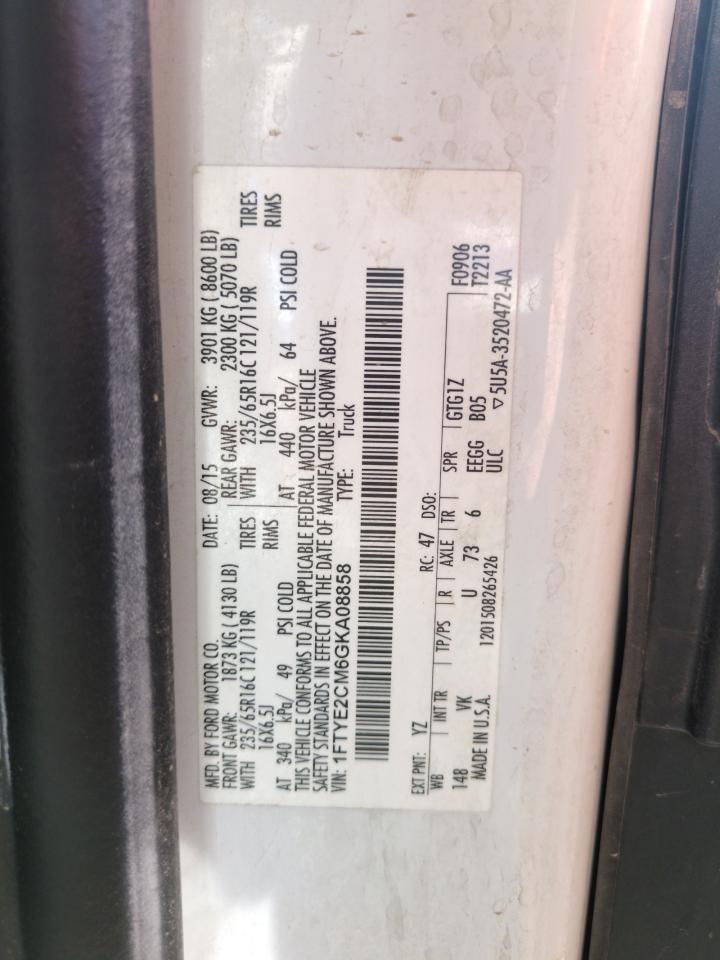 MFD. BY FORD MOTOR CO. DATE: 08/15 GVWR: 3901 KG ( 8600 LB)
FRONT GAWR: 1873 KG ( 4130 LB) REAR GAWR: 2300 KG ( 5070 LB)
WITH 235/65R16C 121/119R TIRES WITH 235/65R16C 121/119R TIRES
16X6.5J RIMS 16X6.5J RIMS
AT 340 kPa/ 49 PSI COLD AT 440 kPa/ 64 PSI COLD
THIS VEHICLE CONFORMS TO ALL APPLICABLE FEDERAL MOTOR VEHICLE
SAFETY STANDARDS IN EFFECT ON THE DATE OF MANUFACTURE SHOWN ABOVE.
VIN: 1FTYE2CM6GKA08858 TYPE: Truck
EXT PNT: YZ RC: 47 DSO: F0906
WB INT TR TP/PS R AXLE TR SPR GTG1Z T2213
148 VK U 73 6 EEGG B05
MADE IN U.S.A. 1201508265426 ULC ▽5U5A-3520472-AA